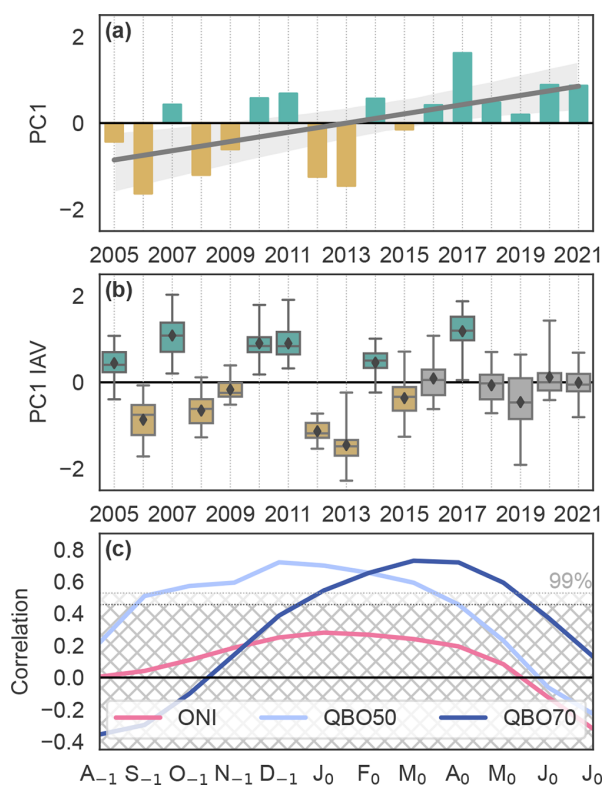 (a)
PC1
2
0
−2
2005 2007 2009 2011 2013 2015 2017 2019 2021
(b)
PC1 IAV
2
0
−2
2005 2007 2009 2011 2013 2015 2017 2019 2021
(c)
Correlation
0.8
0.6
0.4
0.2
0.0
−0.2
−0.4
99%
ONI QBO50 QBO70
A₋₁ S₋₁ O₋₁ N₋₁ D₋₁ J₀ F₀ M₀ A₀ M₀ J₀ J₀